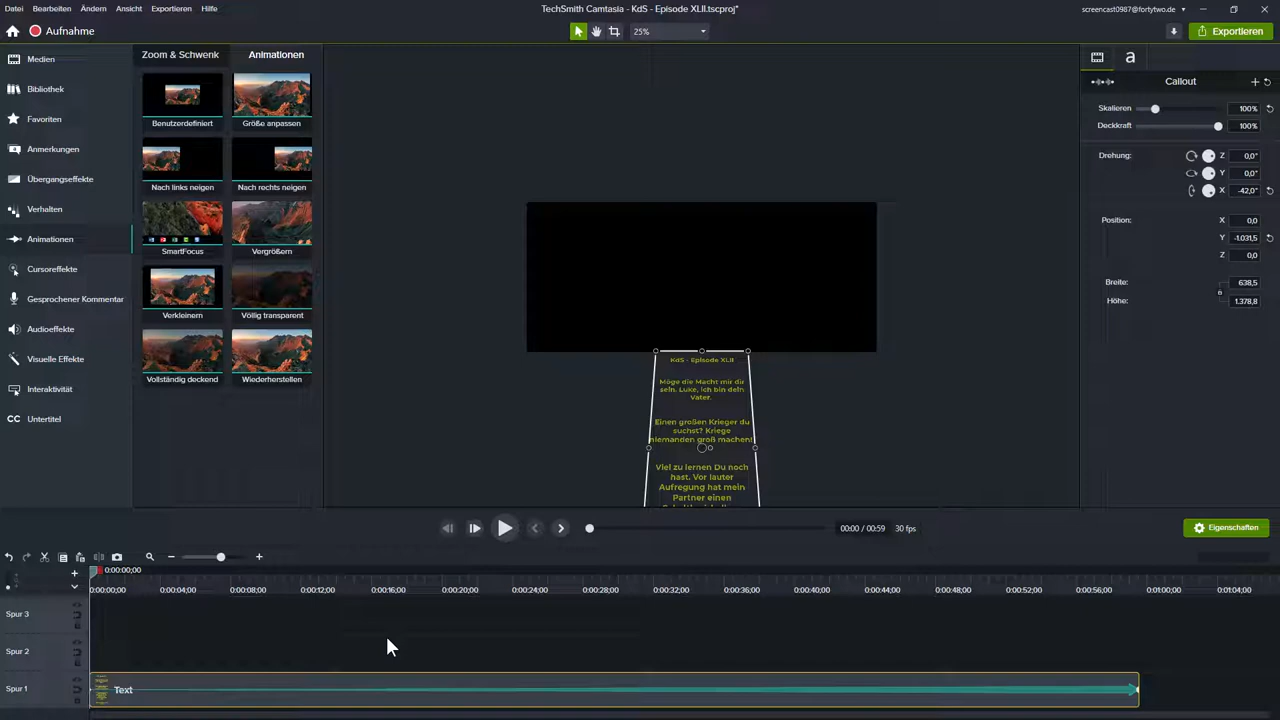 TechSmith Camtasia - KdS - Episode XLII.tscproj*
Datei Bearbeiten Ändern Ansicht Exportieren Hilfe
screencast0987@fortytwo.de
Aufnahme
25%
Exportieren
Medien
Bibliothek
Favoriten
Anmerkungen
Übergangseffekte
Verhalten
Animationen
Cursoreffekte
Gesprochener Kommentar
Audioeffekte
Visuelle Effekte
Interaktivität
Untertitel
Zoom & Schwenk
Animationen
Benutzerdefiniert
Größe anpassen
Nach links neigen
Nach rechts neigen
SmartFocus
Vergrößern
Verkleinern
Völlig transparent
Vollständig deckend
Wiederherstellen
KdS - Episode XLII
Möge die Macht mir dir
sein. Luke, ich bin dein
Vater.
Einen großen Krieger du
suchst? Kriege
niemanden groß machen!
Viel zu lernen Du noch
hast. Vor lauter
Aufregung hat mein
Partner einen
a
Callout
Skalieren 100%
Deckkraft 100%
Drehung: Z 0,0°
Y 0,0°
X -42,0°
Position: X 0,0
Y -1.031,5
Z 0,0
Breite: 638,5
Höhe: 1.378,8
00:00 / 00:59 30 fps
Eigenschaften
0:00:00;00
0:00:00;00 0:00:04;00 0:00:08;00 0:00:12;00 0:00:16;00 0:00:20;00 0:00:24;00 0:00:28;00 0:00:32;00 0:00:36;00 0:00:40;00 0:00:44;00 0:00:48;00 0:00:52;00 0:00:56;00 0:01:00;00 0:01:04;00
Spur 3
Spur 2
Spur 1
Text